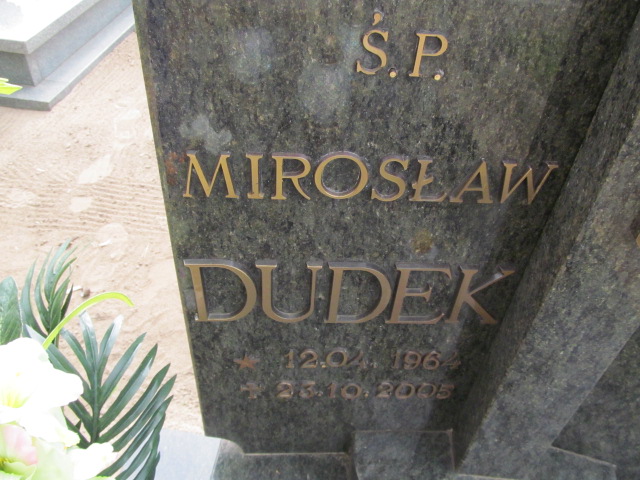 Ś.P.
MIROSŁAW
DUDEK
★ 12.04.1964
✝ 23.10.2005